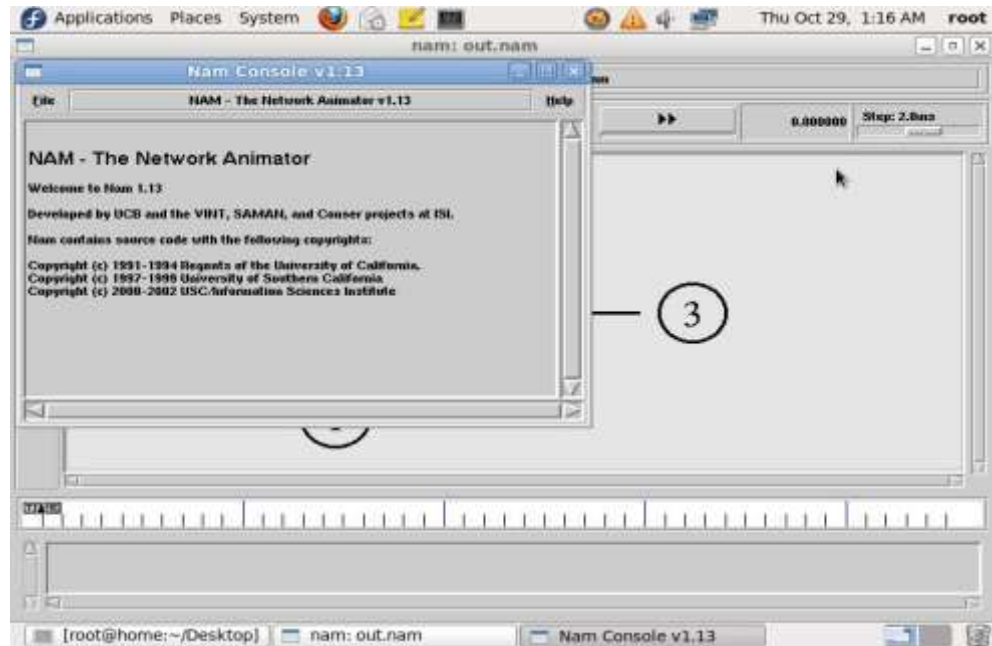 Applications Places System Thu Oct 29, 1:16 AM root
nam: out.nam
Nam Console v1.13
File NAM - The Network Animator v1.13 Help
0.000000 Step: 2.0ms
NAM - The Network Animator
Welcome to Nam 1.13
Developed by UCB and the VINT, SAMAN, and Conser projects at ISI.
Nam contains source code with the following copyrights:
Copyright (c) 1991-1994 Regents of the University of California.
Copyright (c) 1997-1999 University of Southern California
Copyright (c) 2000-2002 USC/Information Sciences Institute
3
TIME
[root@home:~/Desktop] nam: out.nam Nam Console v1.13